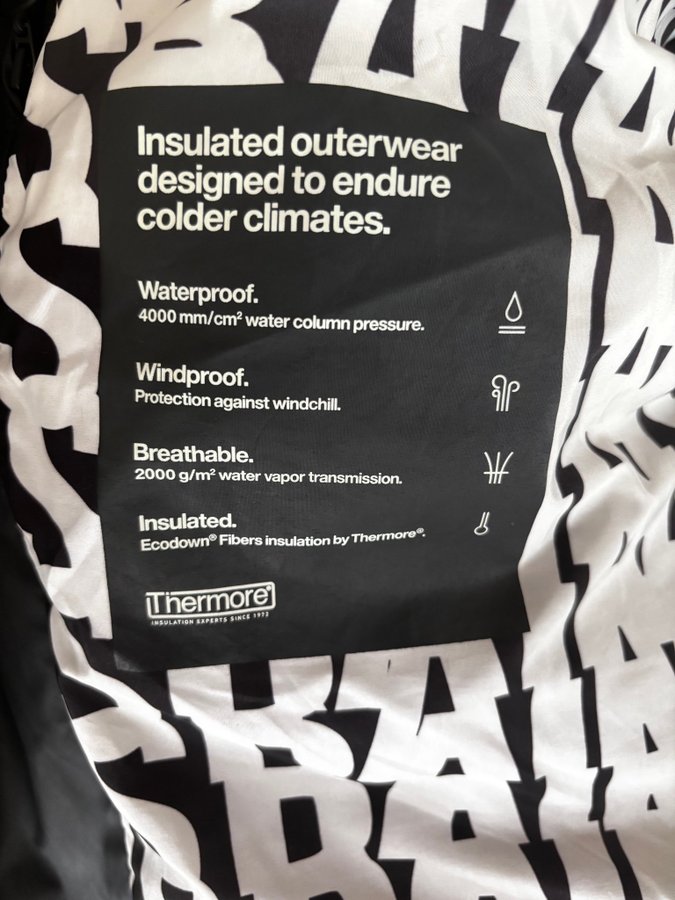 Insulated outerwear
designed to endure
colder climates.
Waterproof.
4000 mm/cm² water column pressure.
Windproof.
Protection against windchill.
Breathable.
2000 g/m² water vapor transmission.
Insulated.
Ecodown® Fibers insulation by Thermore®.
Thermore®
INSULATION EXPERTS SINCE 1972